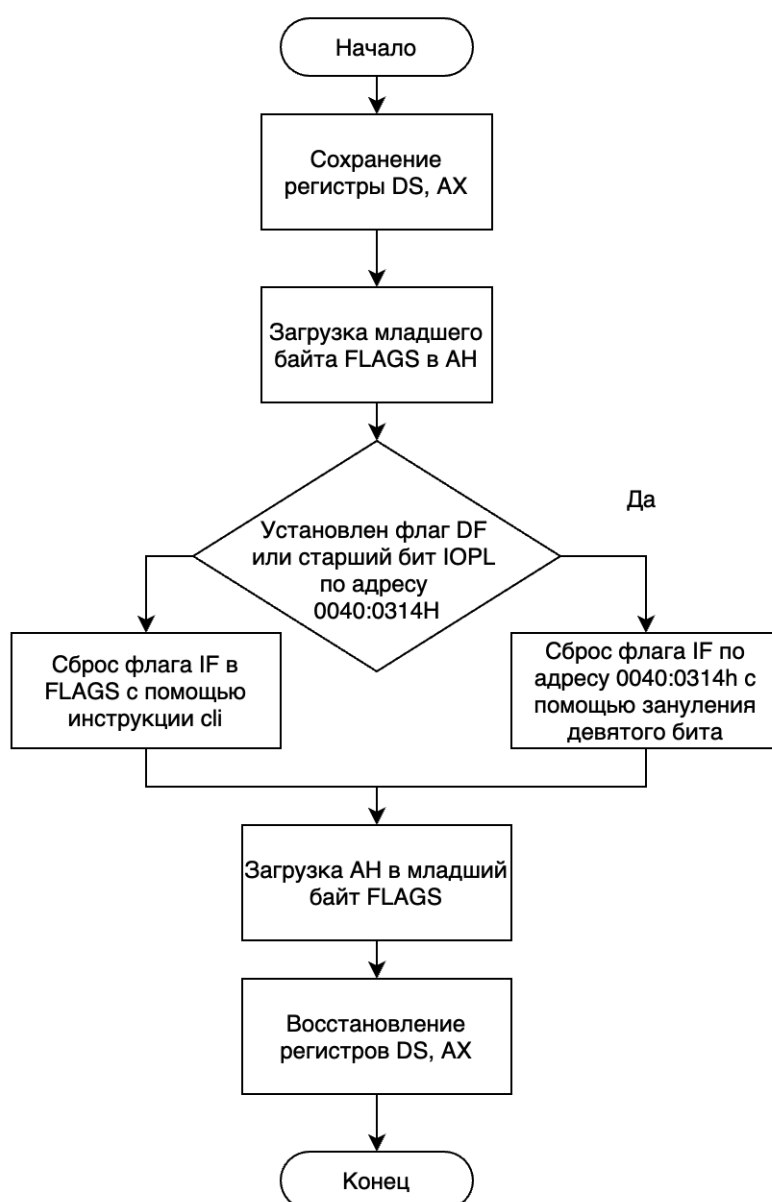 Начало
Сохранение
регистры DS, AX
Загрузка младшего
байта FLAGS в AH
Да
Установлен флаг DF
или старший бит IOPL
по адресу
0040:0314H
Сброс флага IF в
FLAGS с помощью
инструкции cli
Сброс флага IF по
адресу 0040:0314h с
помощью зануления
девятого бита
Загрузка AH в младший
байт FLAGS
Восстановление
регистров DS, AX
Конец